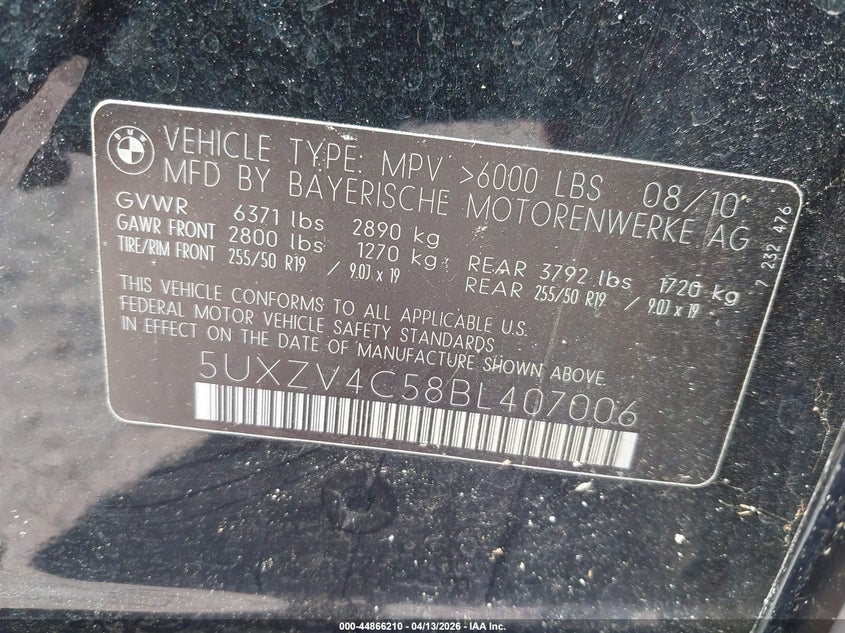 BMW
VEHICLE TYPE: MPV >6000 LBS 08/10
MFD BY BAYERISCHE MOTORENWERKE AG
GVWR 6371 lbs 2890 kg
GAWR FRONT 2800 lbs 1270 kg REAR 3792 lbs 1720 kg
TIRE/RIM FRONT 255/50 R19 / 9.0J x 19 REAR 255/50 R19 / 9.0J x 19
THIS VEHICLE CONFORMS TO ALL APPLICABLE U.S.
FEDERAL MOTOR VEHICLE SAFETY STANDARDS
IN EFFECT ON THE DATE OF MANUFACTURE SHOWN ABOVE.
5UXZV4C58BL407006
7 232 476
000-44866210 - 04/13/2026 - IAA Inc.